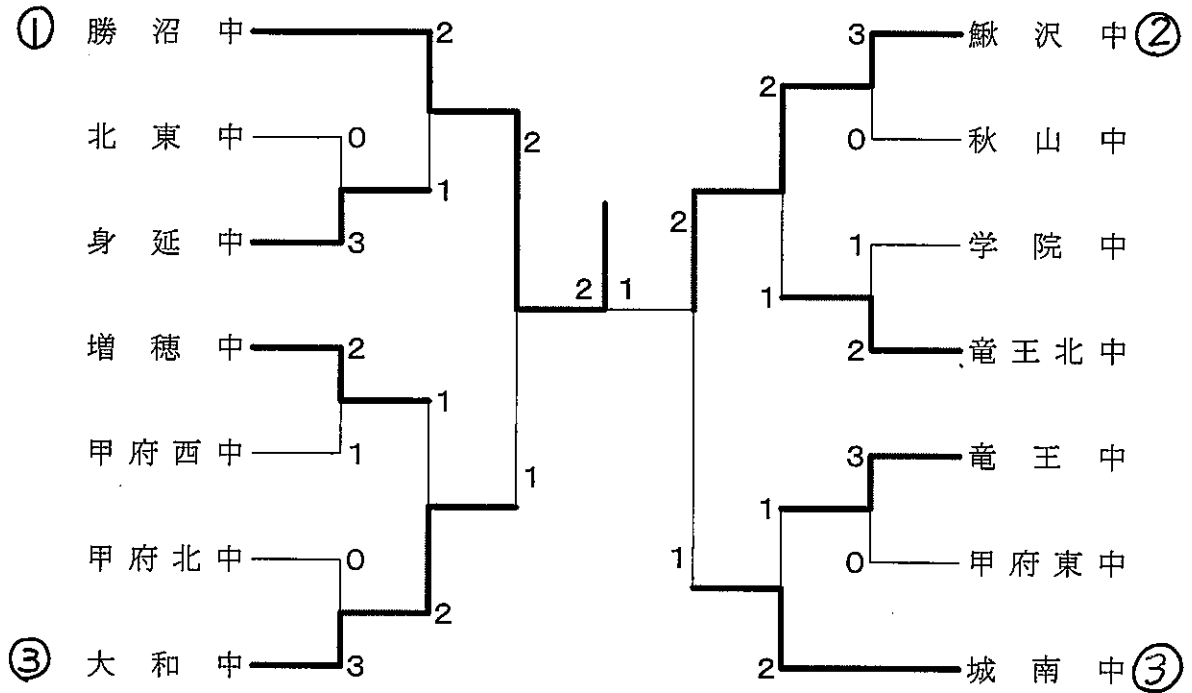 ① 勝沼中 2
北東中 0
1
身延中 3
2
増穂中 2
1
甲府西中 1
1
甲府北中 0
2
③ 大和中 3
2 1
3 鰍沢中 ②
2
0 秋山中
2
1 学院中
1
2 竜王北中
3 竜王中
1
0 甲府東中
1
2 城南中 ③